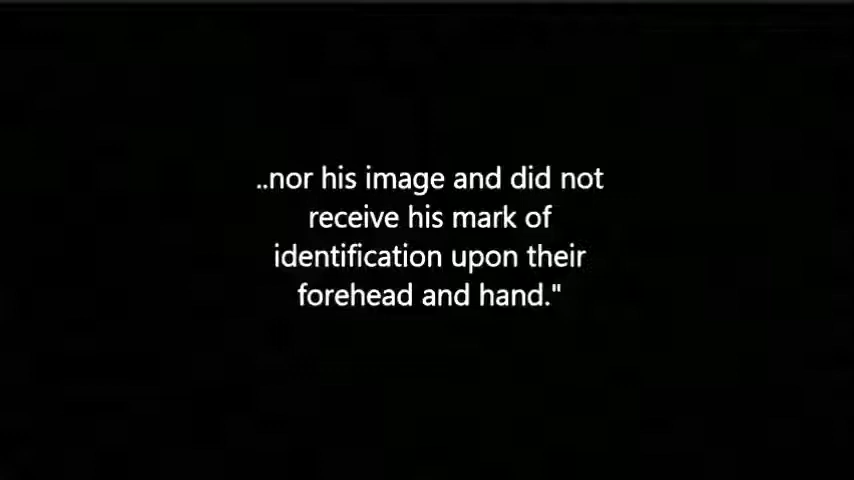 ..nor his image and did not
receive his mark of
identification upon their
forehead and hand."